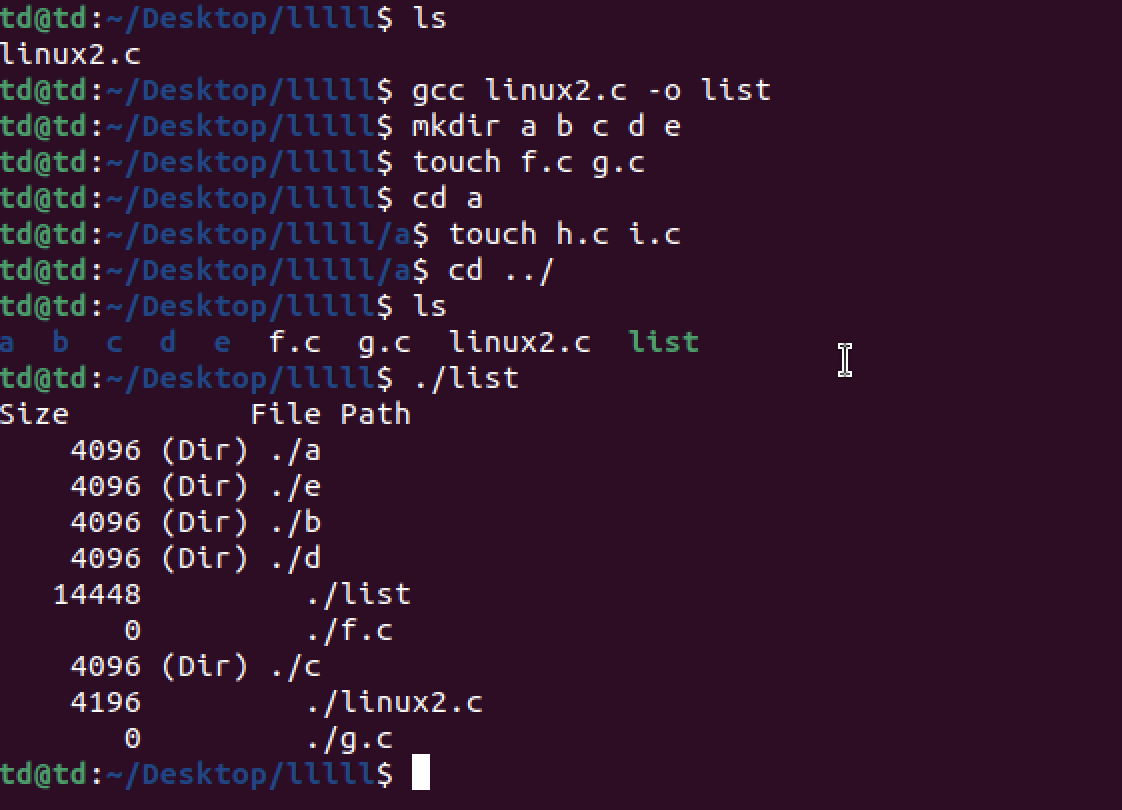 td@td:~/Desktop/lllll$ ls
linux2.c
td@td:~/Desktop/lllll$ gcc linux2.c -o list
td@td:~/Desktop/lllll$ mkdir a b c d e
td@td:~/Desktop/lllll$ touch f.c g.c
td@td:~/Desktop/lllll$ cd a
td@td:~/Desktop/lllll/a$ touch h.c i.c
td@td:~/Desktop/lllll/a$ cd ../
td@td:~/Desktop/lllll$ ls
a  b  c  d  e  f.c  g.c  linux2.c  list
td@td:~/Desktop/lllll$ ./list
Size          File Path
    4096 (Dir) ./a
    4096 (Dir) ./e
    4096 (Dir) ./b
    4096 (Dir) ./d
   14448         ./list
       0         ./f.c
    4096 (Dir) ./c
    4196         ./linux2.c
       0         ./g.c
td@td:~/Desktop/lllll$